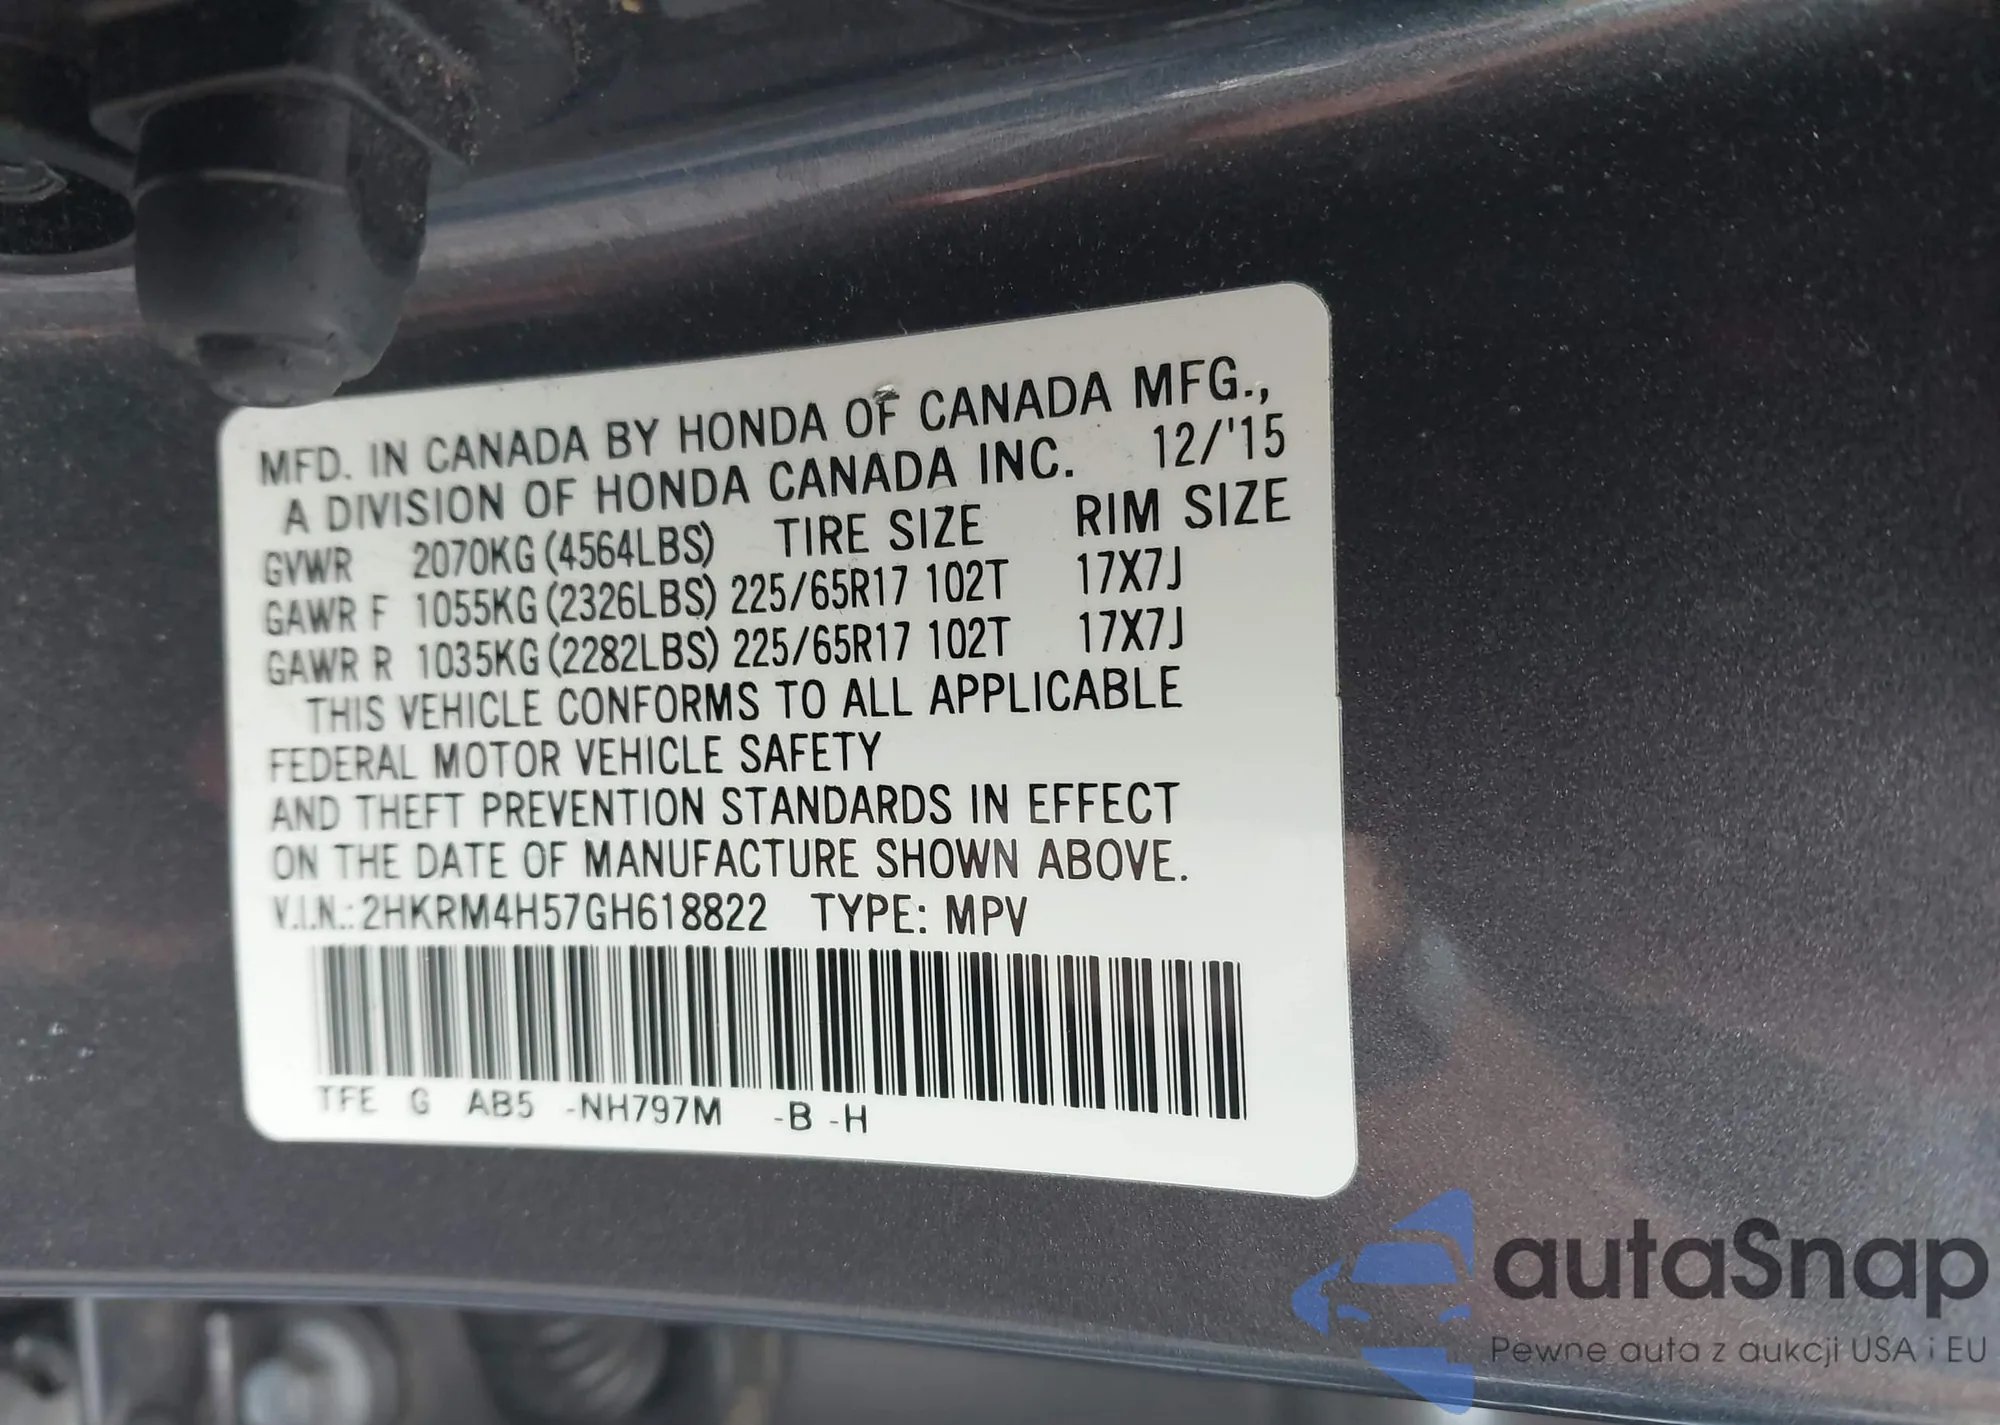 MFD. IN CANADA BY HONDA OF CANADA MFG.,
A DIVISION OF HONDA CANADA INC. 12/'15
GVWR 2070KG (4564LBS) TIRE SIZE RIM SIZE
GAWR F 1055KG (2326LBS) 225/65R17 102T 17X7J
GAWR R 1035KG (2282LBS) 225/65R17 102T 17X7J
THIS VEHICLE CONFORMS TO ALL APPLICABLE
FEDERAL MOTOR VEHICLE SAFETY
AND THEFT PREVENTION STANDARDS IN EFFECT
ON THE DATE OF MANUFACTURE SHOWN ABOVE.
V.I.N.: 2HKRM4H57GH618822 TYPE: MPV
TFE G AB5 -NH797M -B -H
autaSnap
Pewne auta z aukcji USA i EU